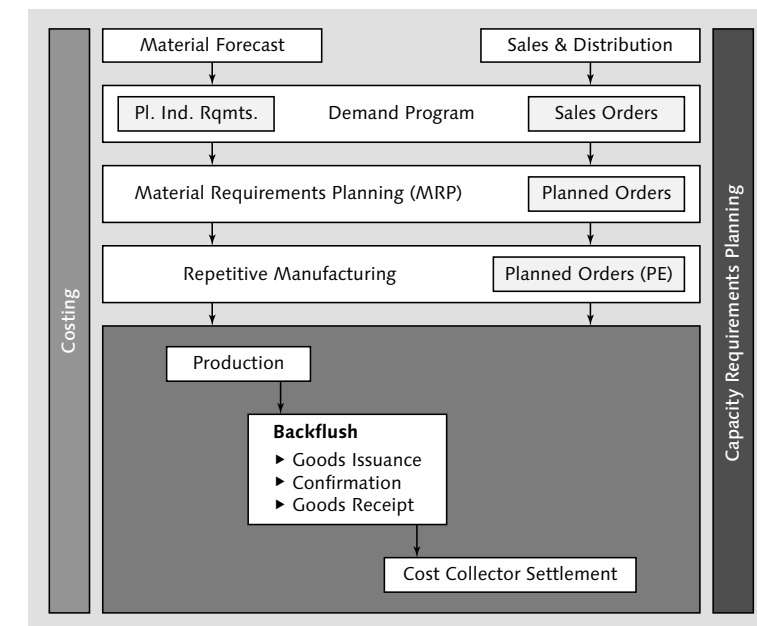 Material Forecast
Sales & Distribution
Pl. Ind. Rqmts.
Demand Program
Sales Orders
Material Requirements Planning (MRP)
Planned Orders
Repetitive Manufacturing
Planned Orders (PE)
Costing
Capacity Requirements Planning
Production
Backflush
Goods Issuance
Confirmation
Goods Receipt
Cost Collector Settlement